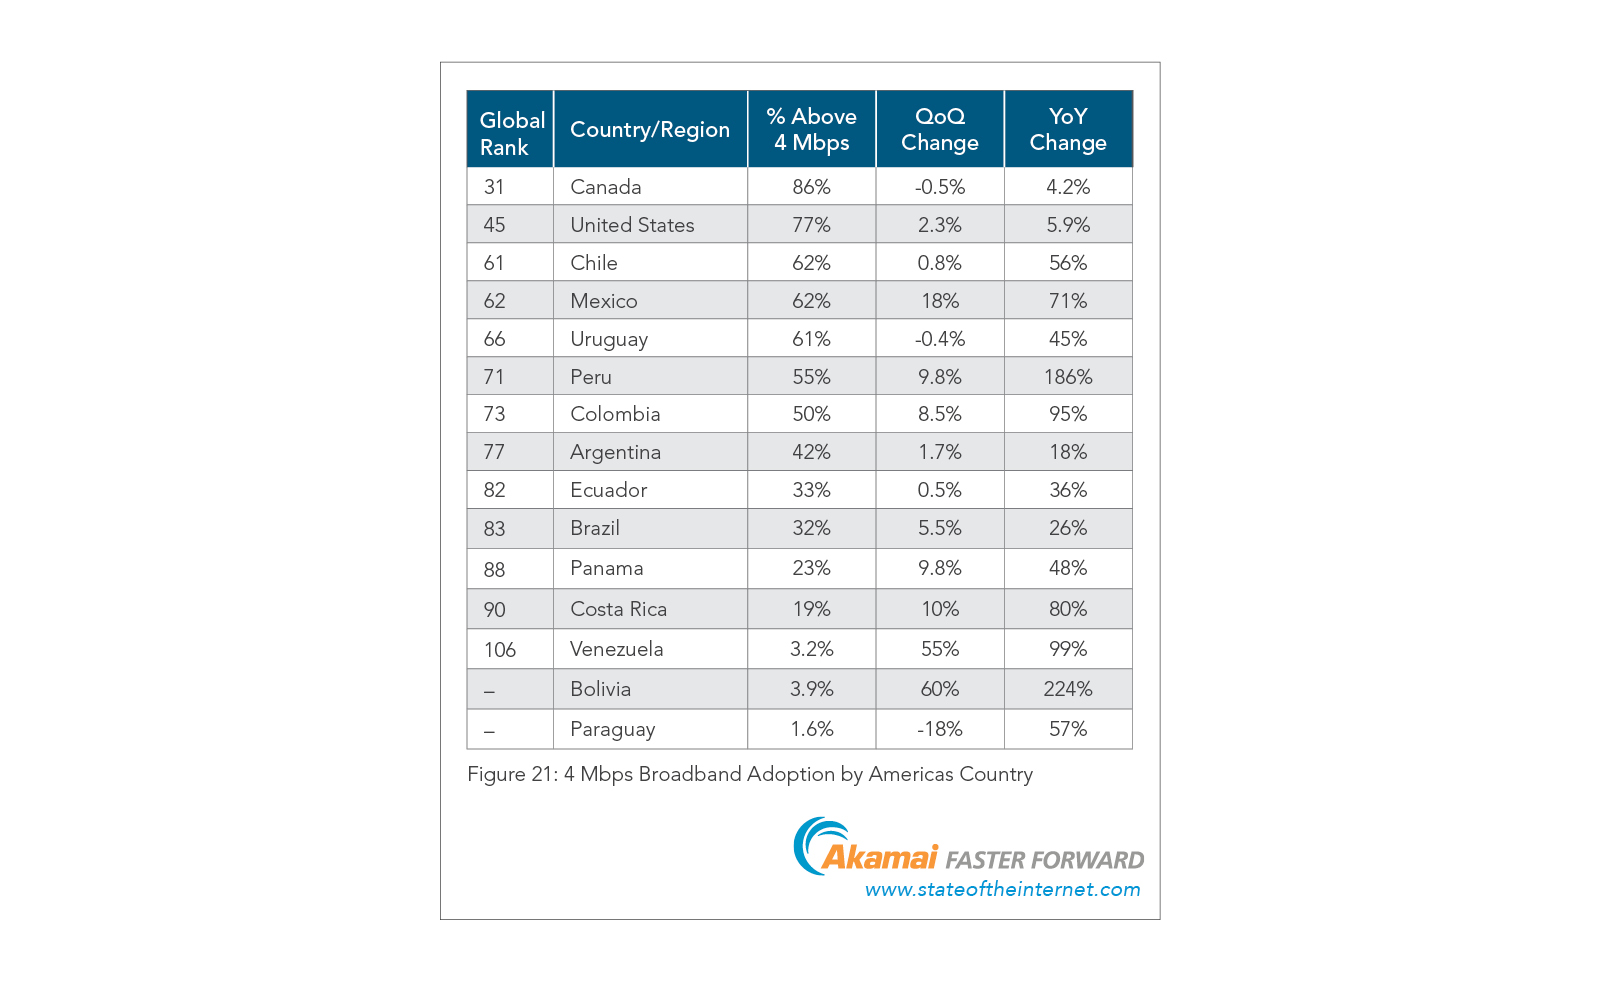 Global Rank Country/Region % Above 4 Mbps QoQ Change YoY Change
31 Canada 86% -0.5% 4.2%
45 United States 77% 2.3% 5.9%
61 Chile 62% 0.8% 56%
62 Mexico 62% 18% 71%
66 Uruguay 61% -0.4% 45%
71 Peru 55% 9.8% 186%
73 Colombia 50% 8.5% 95%
77 Argentina 42% 1.7% 18%
82 Ecuador 33% 0.5% 36%
83 Brazil 32% 5.5% 26%
88 Panama 23% 9.8% 48%
90 Costa Rica 19% 10% 80%
106 Venezuela 3.2% 55% 99%
– Bolivia 3.9% 60% 224%
– Paraguay 1.6% -18% 57%
Figure 21: 4 Mbps Broadband Adoption by Americas Country
Akamai FASTER FORWARD
www.stateoftheinternet.com